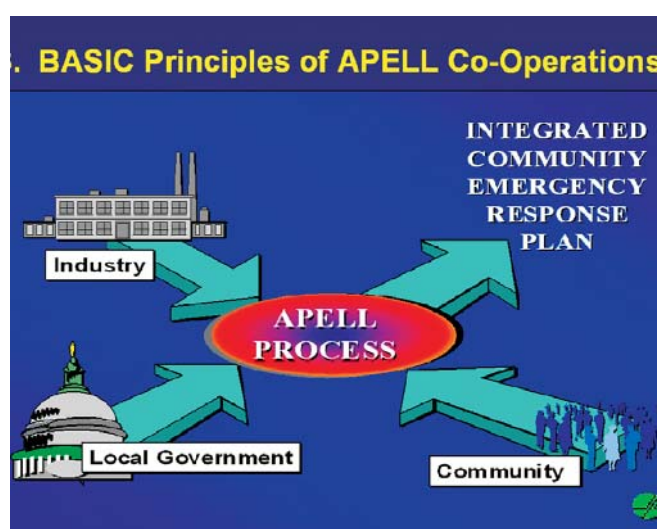 . BASIC Principles of APELL Co-Operations
INTEGRATED
COMMUNITY
EMERGENCY
RESPONSE
PLAN
Industry
APELL
PROCESS
Local Government
Community